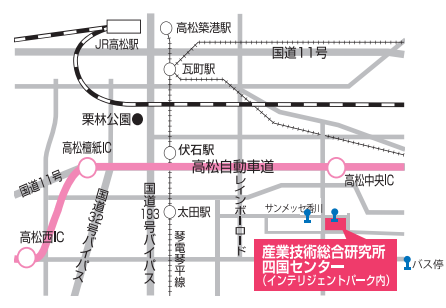 高松築港駅
JR高松駅
国道11号
瓦町駅
栗林公園
高松檀紙IC
伏石駅
高松自動車道
国道11号
高松中央IC
国道32号バイパス
国道193号バイパス
太田駅
レインボーロード
サンメッセ香川
高松西IC
琴電琴平線
産業技術総合研究所
四国センター
(インテリジェントパーク内)
バス停